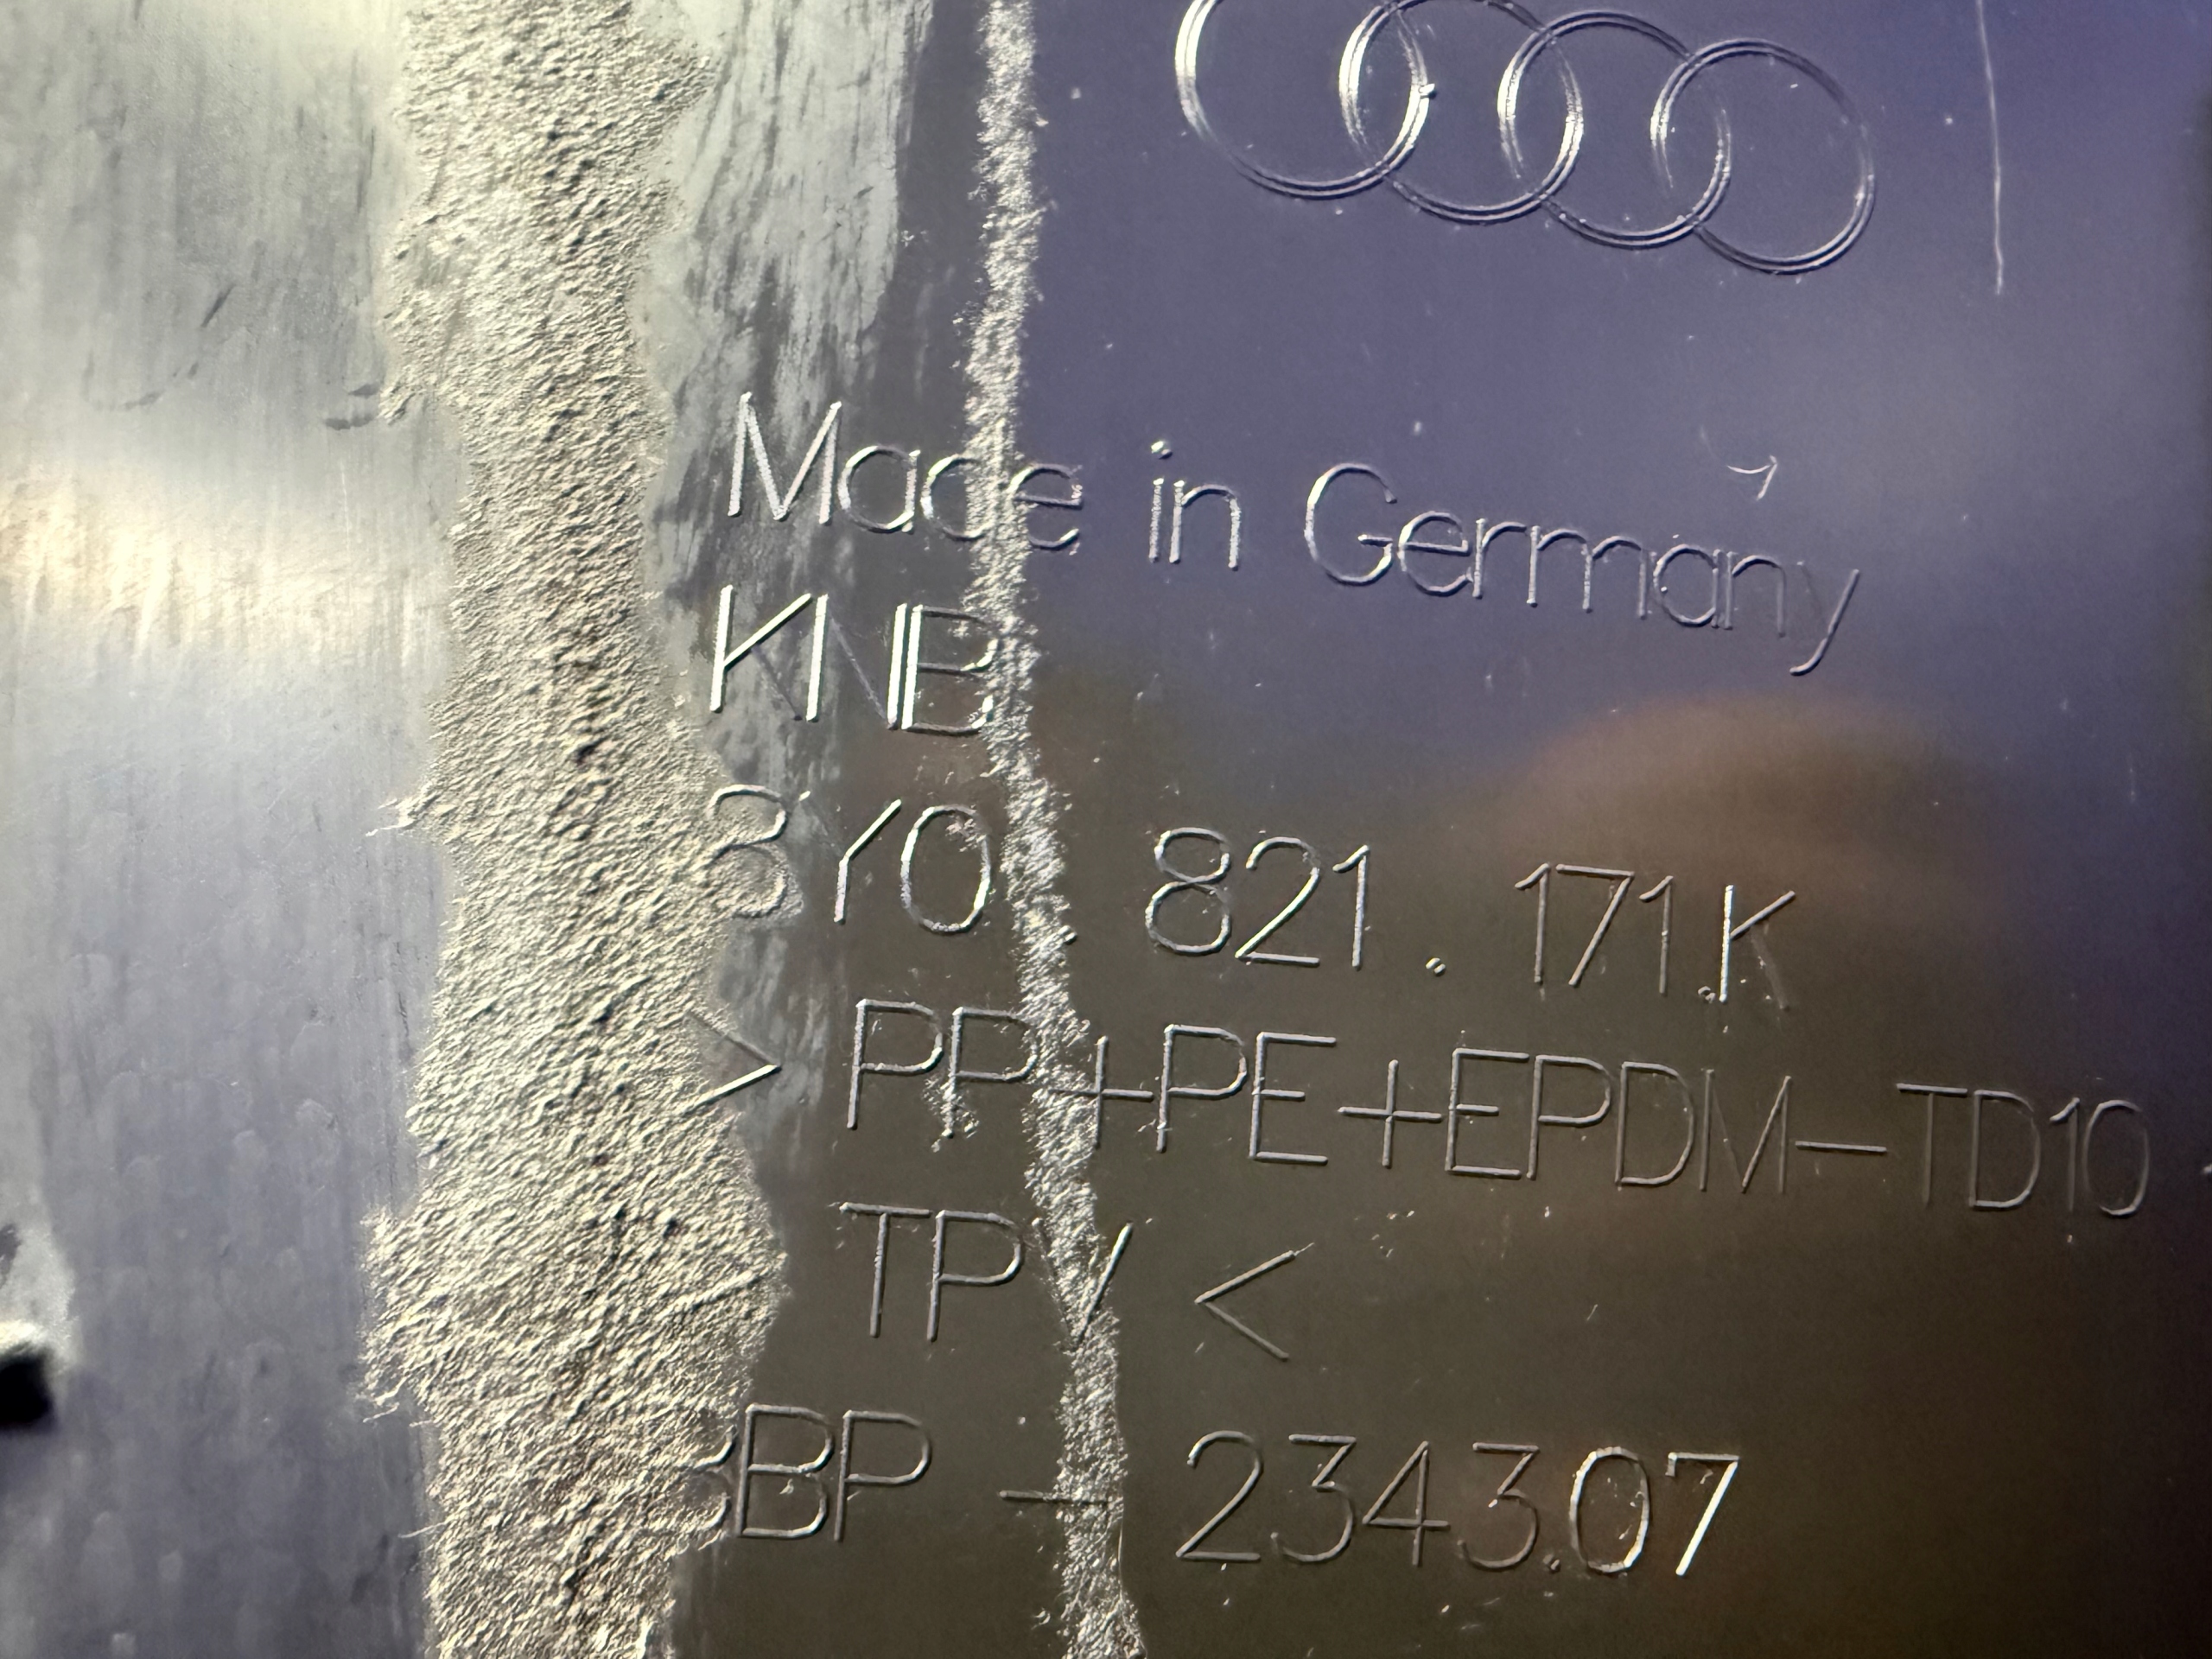 Made in Germany
KNB
8Y0. 821. 171.K
> PP+PE+EPDM-TD10
TPV <
BP - 2343.07